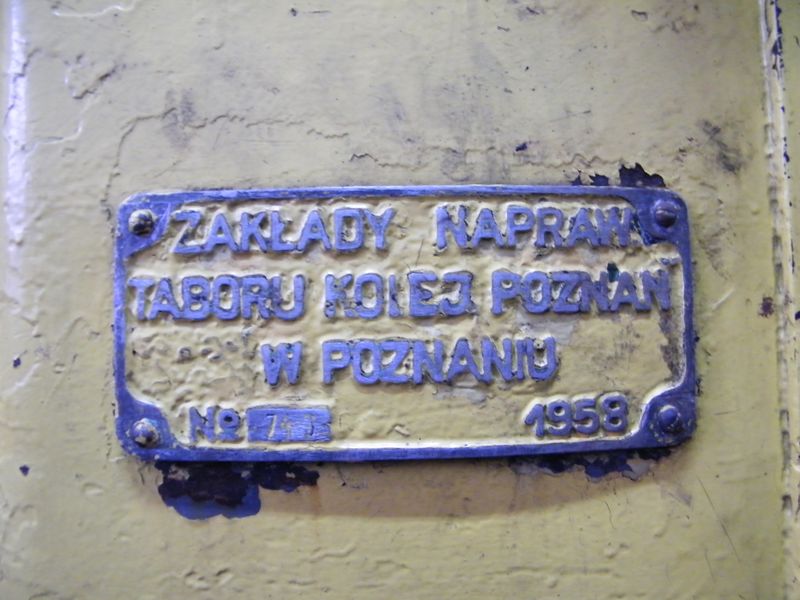 ZAKŁADY NAPRAW.
TABORU KOLEJ. POZNAŃ
W POZNANIU
No 1958